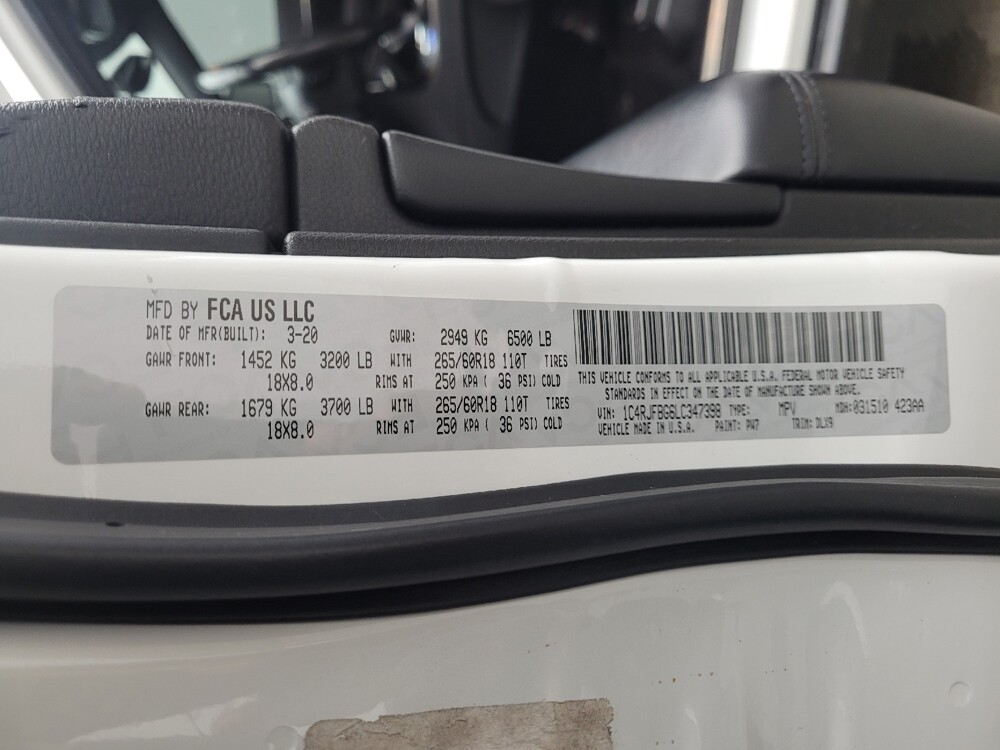 MFD BY FCA US LLC
DATE OF MFR(BUILT): 3-20 GVWR: 2949 KG 6500 LB
GAWR FRONT: 1452 KG 3200 LB WITH 265/60R18 110T TIRES
18X8.0 RIMS AT 250 KPA ( 36 PSI) COLD
GAWR REAR: 1679 KG 3700 LB WITH 265/60R18 110T TIRES
18X8.0 RIMS AT 250 KPA ( 36 PSI) COLD
THIS VEHICLE CONFORMS TO ALL APPLICABLE U.S.A. FEDERAL MOTOR VEHICLE SAFETY
STANDARDS IN EFFECT ON THE DATE OF MANUFACTURE SHOWN ABOVE.
VIN: 1C4RJFBG6LC347398 TYPE: MPV MDH:031510 423AA
VEHICLE MADE IN U.S.A. PAINT: PW7 TRIM: DLX9